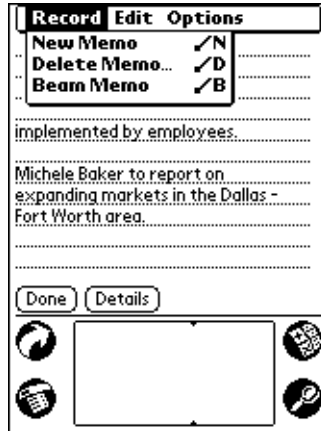 Record Edit Options
New Memo /N
Delete Memo... /D
Beam Memo /B
implemented by employees.
Michele Baker to report on
expanding markets in the Dallas -
Fort Worth area.
Done Details